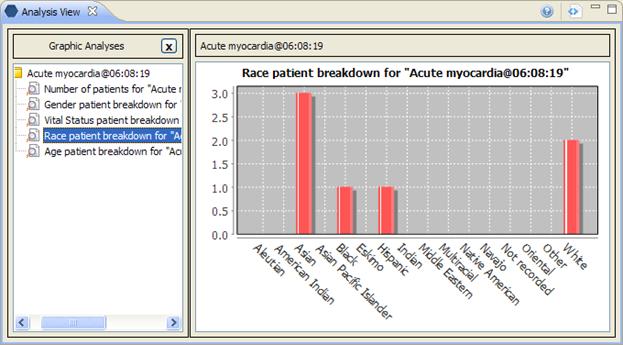 Analysis View
Graphic Analyses
x
Acute myocardia@06:08:19
Number of patients for "Acute
Gender patient breakdown for
Vital Status patient breakdown
Race patient breakdown for "A
Age patient breakdown for "Acu
Acute myocardia@06:08:19
Race patient breakdown for "Acute myocardia@06:08:19"
3.0
2.5
2.0
1.5
1.0
0.5
0.0
Aleutian
American Indian
Asian
Asian Pacific Islander
Black
Eskimo
Hispanic
Indian
Middle Eastern
Multiracial
Native American
Navajo
Not recorded
Oriental
Other
White